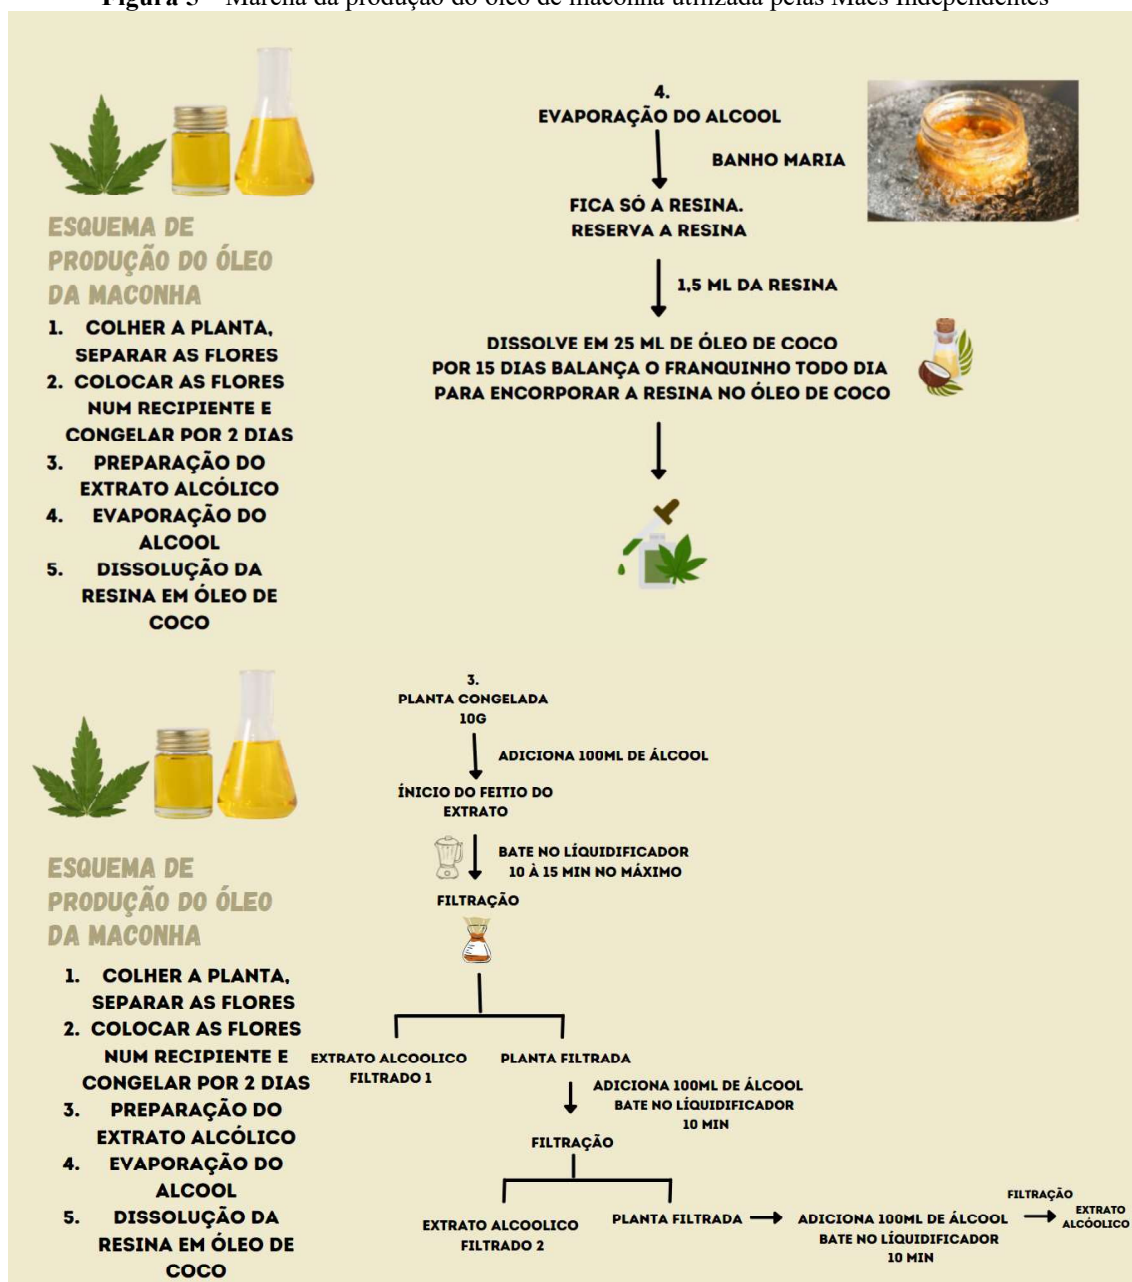 Figura 3 – Marcha da produção do óleo de maconha utilizada pelas Mães Independentes
ESQUEMA DE
PRODUÇÃO DO ÓLEO
DA MACONHA
1. COLHER A PLANTA,
SEPARAR AS FLORES
2. COLOCAR AS FLORES
NUM RECIPIENTE E
CONGELAR POR 2 DIAS
3. PREPARAÇÃO DO
EXTRATO ALCÓLICO
4. EVAPORAÇÃO DO
ALCOOL
5. DISSOLUÇÃO DA
RESINA EM ÓLEO DE
COCO
4.
EVAPORAÇÃO DO ALCOOL
BANHO MARIA
FICA SÓ A RESINA.
RESERVA A RESINA
1,5 ML DA RESINA
DISSOLVE EM 25 ML DE ÓLEO DE COCO
POR 15 DIAS BALANÇA O FRANQUINHO TODO DIA
PARA ENCORPORAR A RESINA NO ÓLEO DE COCO
ESQUEMA DE
PRODUÇÃO DO ÓLEO
DA MACONHA
1. COLHER A PLANTA,
SEPARAR AS FLORES
2. COLOCAR AS FLORES
NUM RECIPIENTE E
CONGELAR POR 2 DIAS
3. PREPARAÇÃO DO
EXTRATO ALCÓLICO
4. EVAPORAÇÃO DO
ALCOOL
5. DISSOLUÇÃO DA
RESINA EM ÓLEO DE
COCO
3.
PLANTA CONGELADA
10G
ADICIONA 100ML DE ÁLCOOL
ÍNICIO DO FEITIO DO
EXTRATO
BATE NO LÍQUIDIFICADOR
10 À 15 MIN NO MÁXIMO
FILTRAÇÃO
EXTRATO ALCOOLICO
FILTRADO 1
PLANTA FILTRADA
ADICIONA 100ML DE ÁLCOOL
BATE NO LÍQUIDIFICADOR
10 MIN
FILTRAÇÃO
EXTRATO ALCOOLICO
FILTRADO 2
PLANTA FILTRADA
ADICIONA 100ML DE ÁLCOOL
BATE NO LÍQUIDIFICADOR
10 MIN
FILTRAÇÃO
EXTRATO
ALCÓOLICO